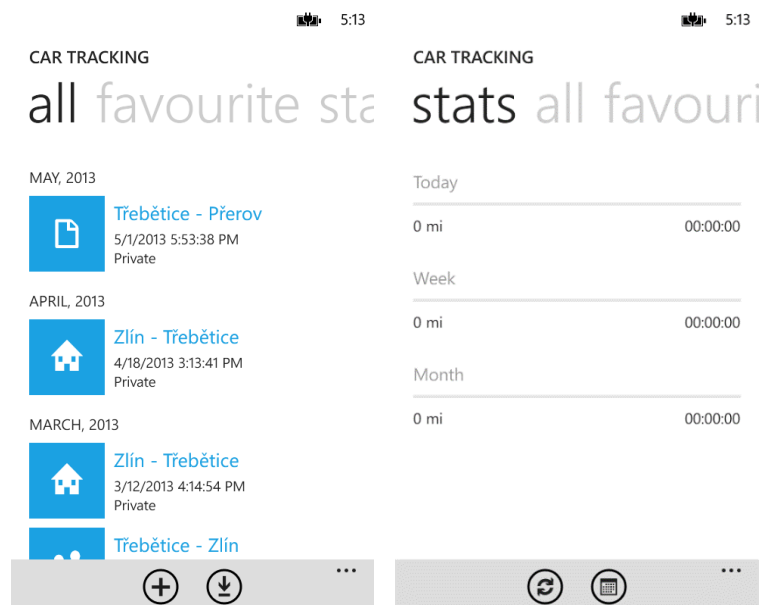 5:13
CAR TRACKING
all favourite sta
MAY, 2013
Třebětice - Přerov
5/1/2013 5:53:38 PM
Private
APRIL, 2013
Zlín - Třebětice
4/18/2013 3:13:41 PM
Private
MARCH, 2013
Zlín - Třebětice
3/12/2013 4:14:54 PM
Private
Třebětice - Zlín
5:13
CAR TRACKING
stats all favouri
Today
0 mi 00:00:00
Week
0 mi 00:00:00
Month
0 mi 00:00:00